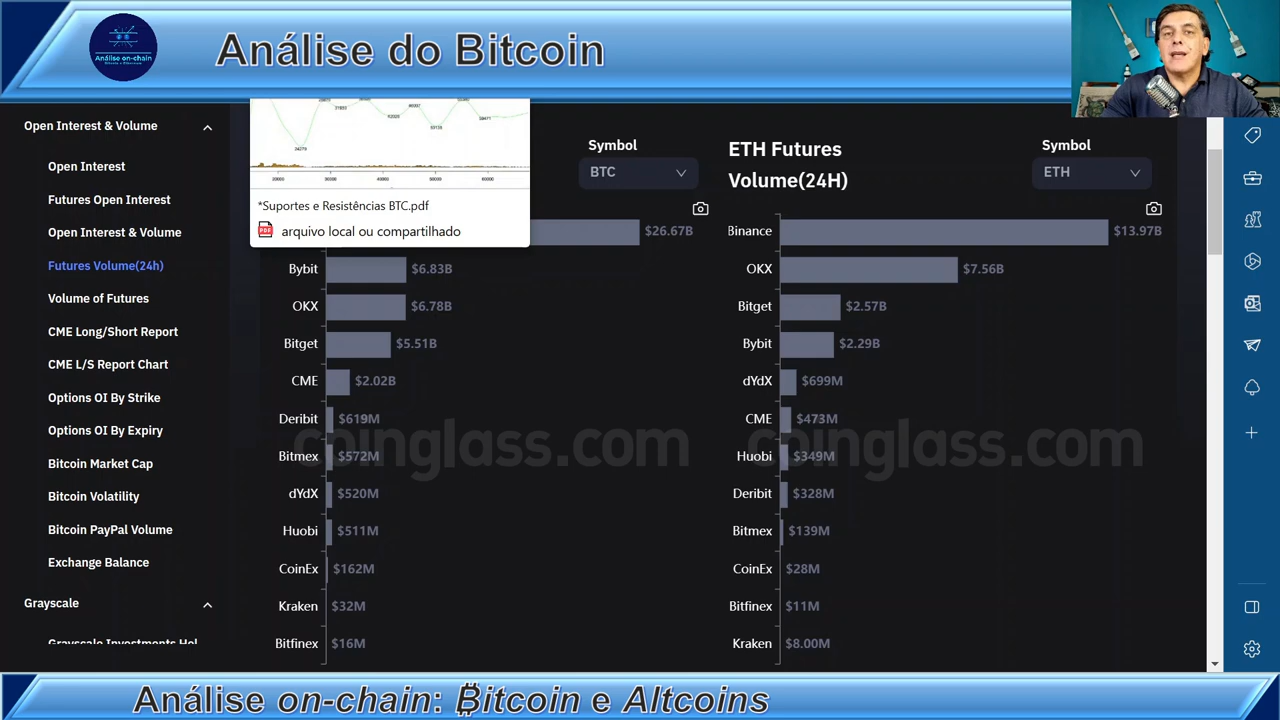 Análise on-chain
Análise do Bitcoin
Open Interest & Volume
Open Interest
Futures Open Interest
Open Interest & Volume
Futures Volume(24h)
Volume of Futures
CME Long/Short Report
CME L/S Report Chart
Options OI By Strike
Options OI By Expiry
Bitcoin Market Cap
Bitcoin Volatility
Bitcoin PayPal Volume
Exchange Balance
Grayscale
Grayscale Investments Hol
*Suportes e Resistências BTC.pdf
PDF
arquivo local ou compartilhado
Symbol
BTC
$26.67B
Bybit $6.83B
OKX $6.78B
Bitget $5.51B
CME $2.02B
Deribit $619M
Bitmex $572M
dYdX $520M
Huobi $511M
CoinEx $162M
Kraken $32M
Bitfinex $16M
coinglass.com
ETH Futures
Volume(24H)
Symbol
ETH
Binance $13.97B
OKX $7.56B
Bitget $2.57B
Bybit $2.29B
dYdX $699M
CME $473M
Huobi $349M
Deribit $328M
Bitmex $139M
CoinEx $28M
Bitfinex $11M
Kraken $8.00M
coinglass.com
Análise on-chain: ₿itcoin e Altcoins